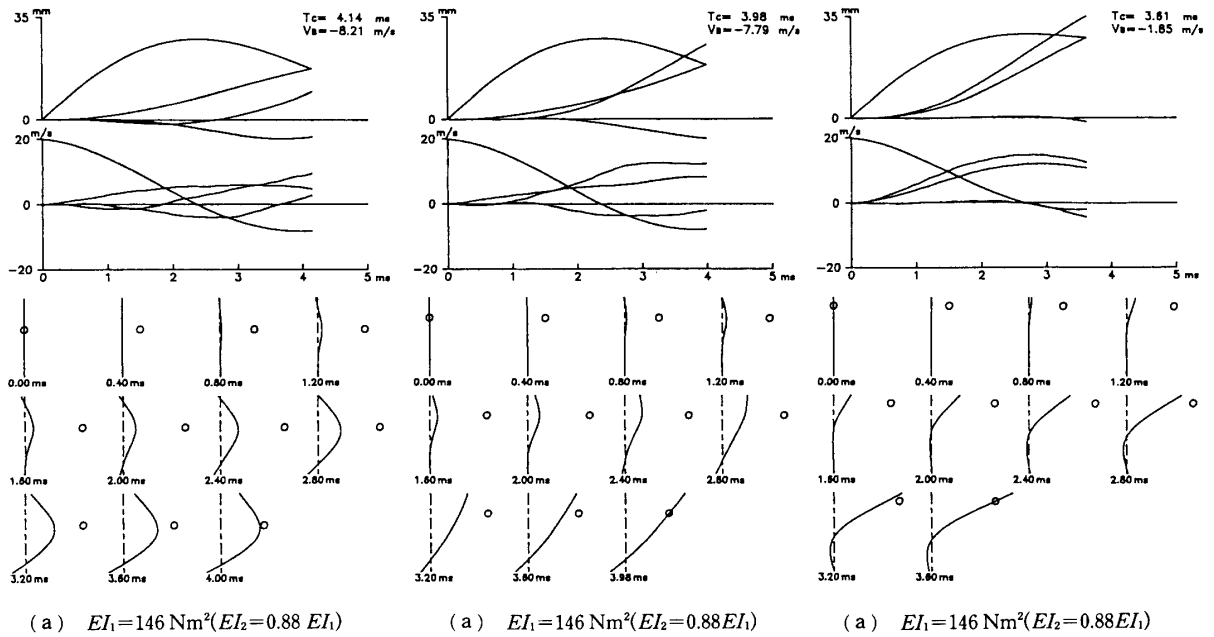 35 mm
Tc= 4.14 ms
VB=-8.21 m/s
0
20 m/s
0
-20
0 1 2 3 4 5 ms
0.00 ms 0.40 ms 0.80 ms 1.20 ms
1.60 ms 2.00 ms 2.40 ms 2.80 ms
3.20 ms 3.60 ms 4.00 ms
(a) EI₁=146 Nm²(EI₂=0.88 EI₁)
35 mm
Tc= 3.98 ms
VB=-7.79 m/s
0
20 m/s
0
-20
0 1 2 3 4 5 ms
0.00 ms 0.40 ms 0.80 ms 1.20 ms
1.60 ms 2.00 ms 2.40 ms 2.80 ms
3.20 ms 3.60 ms 3.98 ms
(a) EI₁=146 Nm²(EI₂=0.88EI₁)
35 mm
Tc= 3.61 ms
VB=-1.85 m/s
0
20 m/s
0
-20
0 1 2 3 4 5 ms
0.00 ms 0.40 ms 0.80 ms 1.20 ms
1.60 ms 2.00 ms 2.40 ms 2.80 ms
3.20 ms 3.60 ms
(a) EI₁=146 Nm²(EI₂=0.88EI₁)